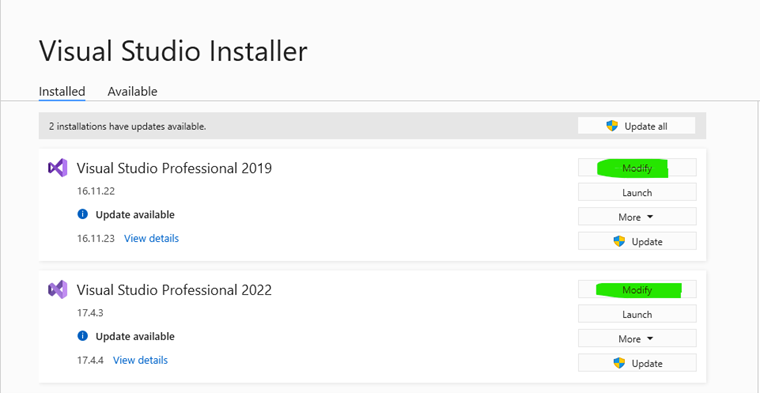 Visual Studio Installer
Installed Available
2 installations have updates available. Update all
Visual Studio Professional 2019 Modify
16.11.22 Launch
Update available More
16.11.23 View details Update
Visual Studio Professional 2022 Modify
17.4.3 Launch
Update available More
17.4.4 View details Update